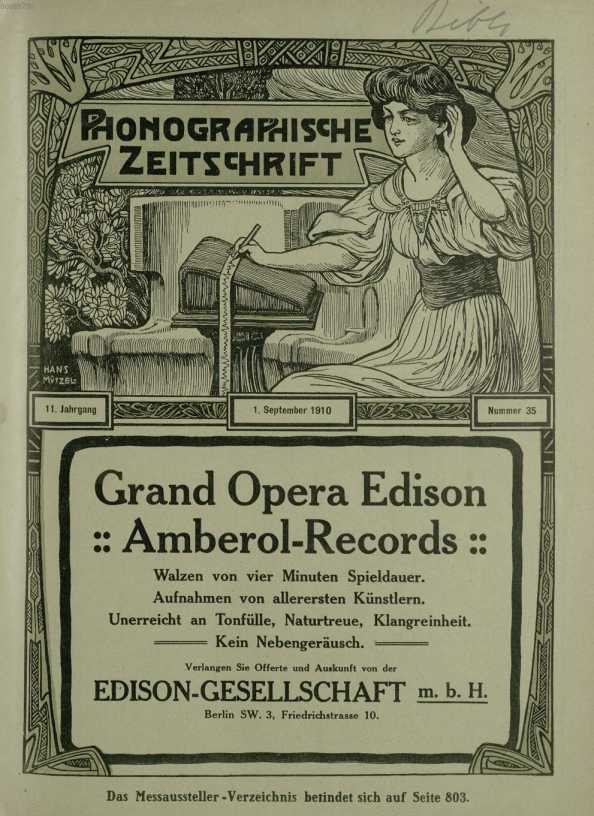 Bibl
PHONOGRAPHISCHE
ZEITSCHRIFT
HANS
MÜTZEL
11. Jahrgang
1. September 1910
Nummer 35
Grand Opera Edison
:: Amberol-Records ::
Walzen von vier Minuten Spieldauer.
Aufnahmen von allerersten Künstlern.
Unerreicht an Tonfülle, Naturtreue, Klangreinheit.
Kein Nebengeräusch.
Verlangen Sie Offerte und Auskunft von der
EDISON-GESELLSCHAFT m. b. H.
Berlin SW. 3, Friedrichstrasse 10.
Das Messaussteller-Verzeichnis befindet sich auf Seite 803.